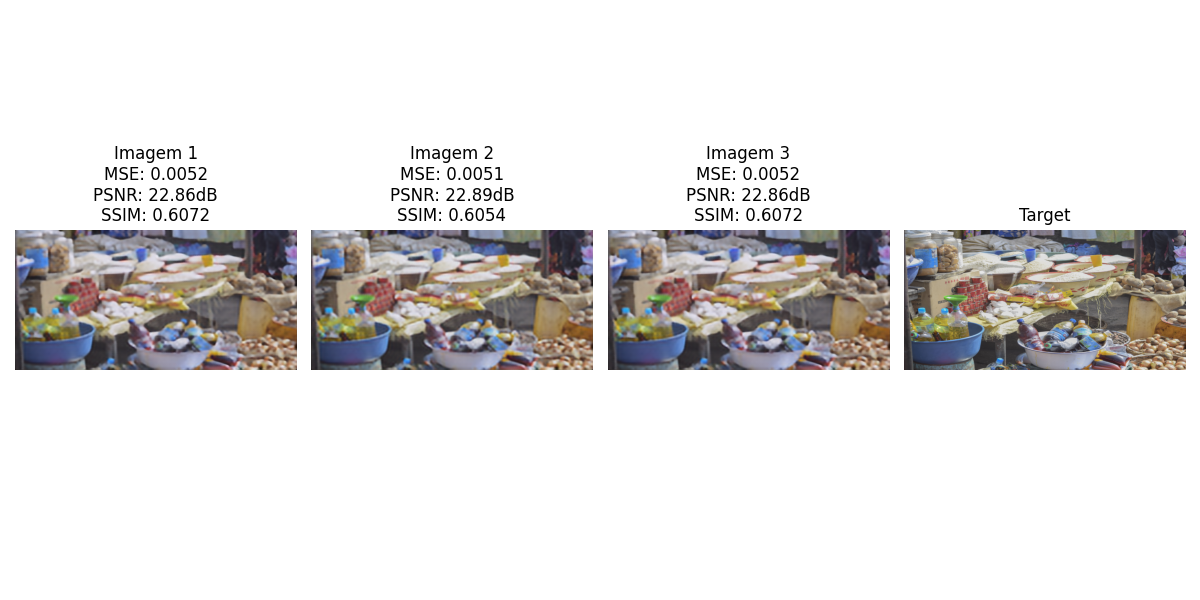 Imagem 1
MSE: 0.0052
PSNR: 22.86dB
SSIM: 0.6072
Imagem 2
MSE: 0.0051
PSNR: 22.89dB
SSIM: 0.6054
Imagem 3
MSE: 0.0052
PSNR: 22.86dB
SSIM: 0.6072
Target